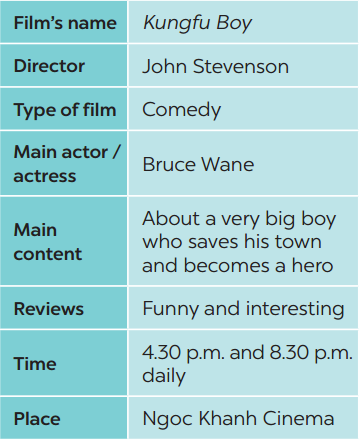 Film's name
Kungfu Boy
Director
John Stevenson
Type of film
Comedy
Main actor /
actress
Bruce Wane
Main
content
About a very big boy
who saves his town
and becomes a hero
Reviews
Funny and interesting
Time
4.30 p.m. and 8.30 p.m.
daily
Place
Ngoc Khanh Cinema